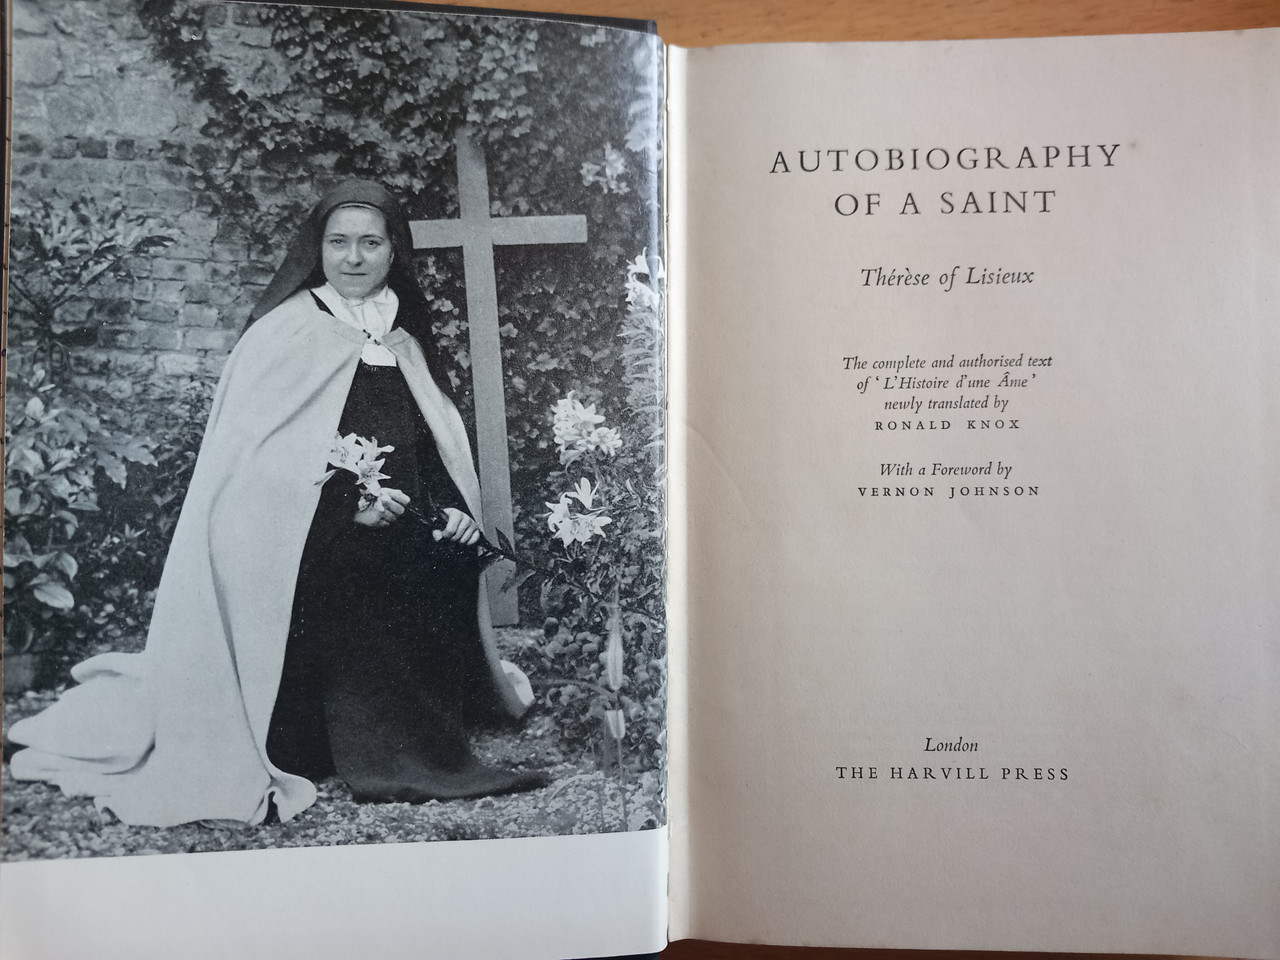 AUTOBIOGRAPHY
OF A SAINT
Thérèse of Lisieux
The complete and authorised text
of ‘ L’Histoire d’une Âme ’
newly translated by
RONALD KNOX
With a Foreword by
VERNON JOHNSON
London
THE HARVILL PRESS